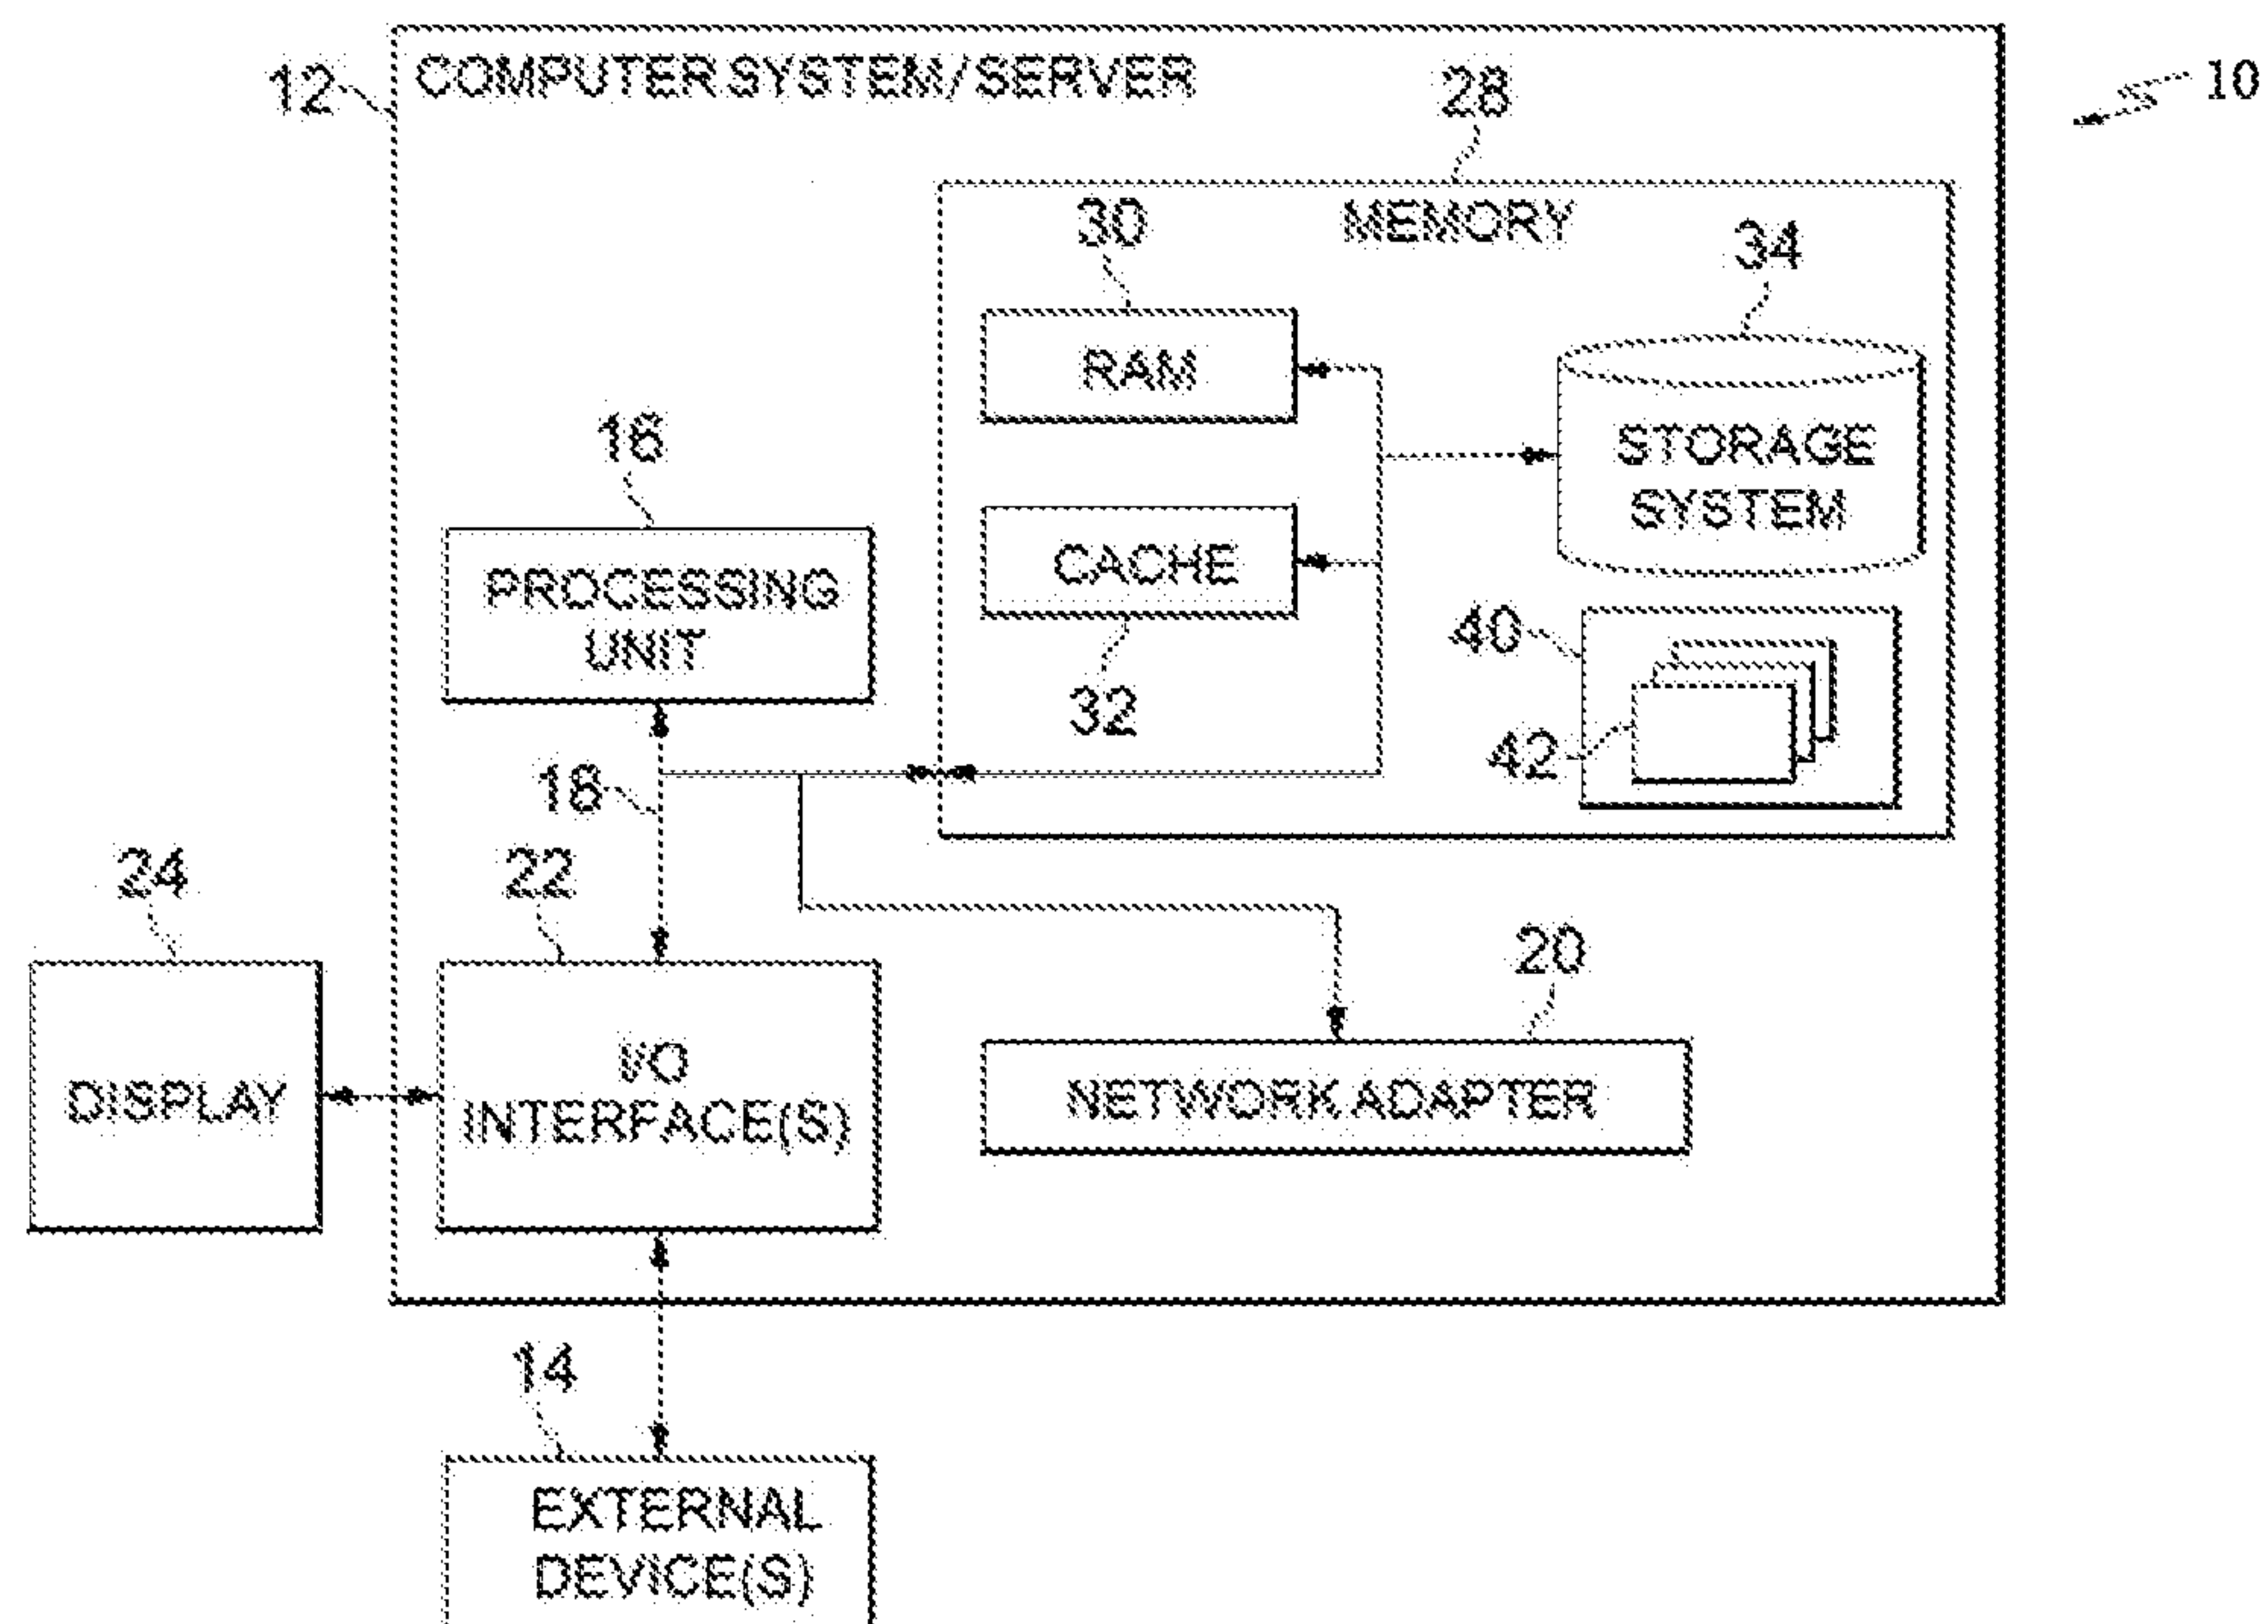 12
COMPUTER SYSTEM/SERVER
28
10
30
MEMORY
34
RAM
16
STORAGE
SYSTEM
CACHE
PROCESSING
UNIT
40
32
42
18
24
22
20
I/O
INTERFACE(S)
DISPLAY
NETWORK ADAPTER
14
EXTERNAL
DEVICE(S)